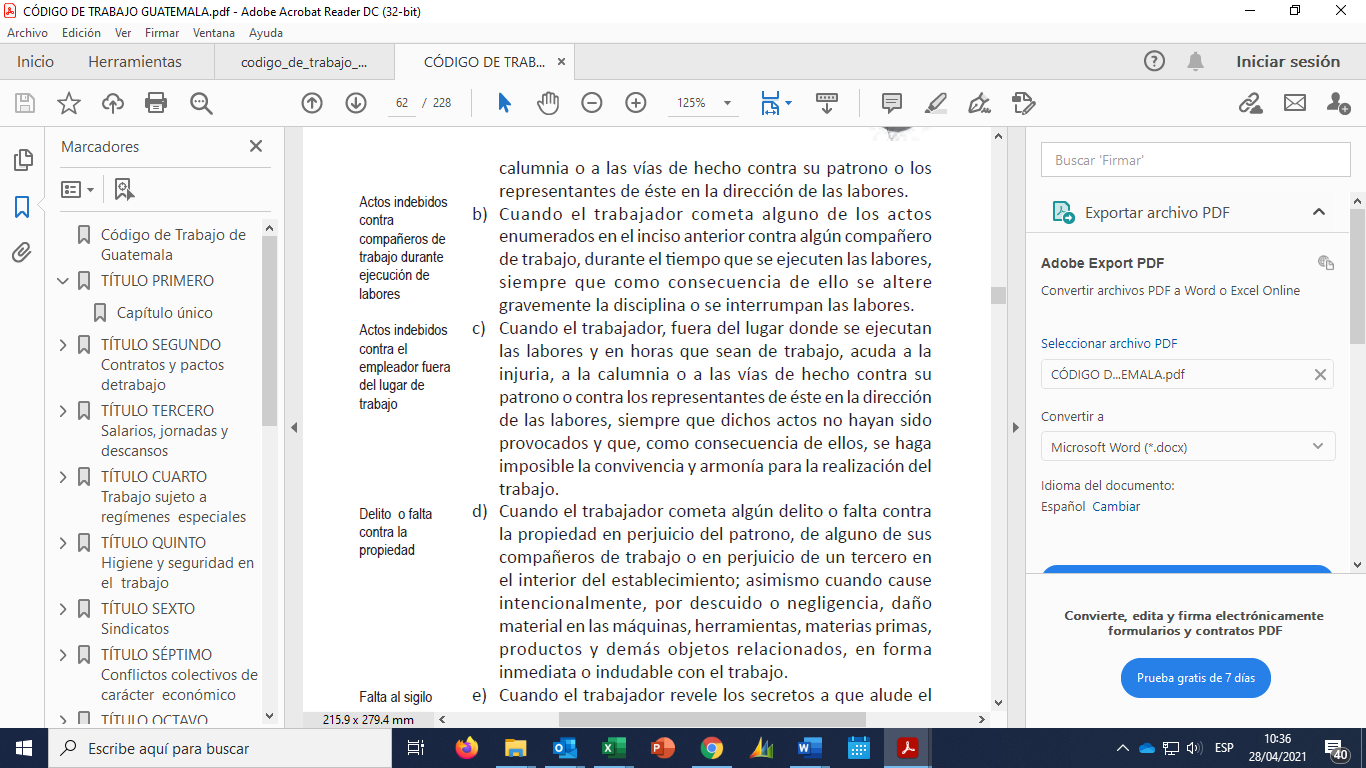 CÓDIGO DE TRABAJO GUATEMALA.pdf - Adobe Acrobat Reader DC (32-bit)
Archivo Edición Ver Firmar Ventana Ayuda
Inicio Herramientas codigo_de_trabajo_... CÓDIGO DE TRAB... Iniciar sesión
62 / 228 125%
Marcadores
Código de Trabajo de
Guatemala
TÍTULO PRIMERO
Capítulo único
TÍTULO SEGUNDO
Contratos y pactos
detrabajo
TÍTULO TERCERO
Salarios, jornadas y
descansos
TÍTULO CUARTO
Trabajo sujeto a
regímenes especiales
TÍTULO QUINTO
Higiene y seguridad en
el trabajo
TÍTULO SEXTO
Sindicatos
TÍTULO SÉPTIMO
Conflictos colectivos de
carácter económico
TÍTULO OCTAVO
calumnia o a las vías de hecho contra su patrono o los
representantes de éste en la dirección de las labores.
Actos indebidos
contra
compañeros de
trabajo durante
ejecución de
labores
b) Cuando el trabajador cometa alguno de los actos
enumerados en el inciso anterior contra algún compañero
de trabajo, durante el tiempo que se ejecuten las labores,
siempre que como consecuencia de ello se altere
gravemente la disciplina o se interrumpan las labores.
Actos indebidos
contra el
empleador fuera
del lugar de
trabajo
c) Cuando el trabajador, fuera del lugar donde se ejecutan
las labores y en horas que sean de trabajo, acuda a la
injuria, a la calumnia o a las vías de hecho contra su
patrono o contra los representantes de éste en la dirección
de las labores, siempre que dichos actos no hayan sido
provocados y que, como consecuencia de ellos, se haga
imposible la convivencia y armonía para la realización del
trabajo.
Delito o falta
contra la
propiedad
d) Cuando el trabajador cometa algún delito o falta contra
la propiedad en perjuicio del patrono, de alguno de sus
compañeros de trabajo o en perjuicio de un tercero en
el interior del establecimiento; asimismo cuando cause
intencionalmente, por descuido o negligencia, daño
material en las máquinas, herramientas, materias primas,
productos y demás objetos relacionados, en forma
inmediata o indudable con el trabajo.
Falta al sigilo
e) Cuando el trabajador revele los secretos a que alude el
215.9 x 279.4 mm
Buscar 'Firmar'
Exportar archivo PDF
Adobe Export PDF
Convertir archivos PDF a Word o Excel Online
Seleccionar archivo PDF
CÓDIGO D...EMALA.pdf
Convertir a
Microsoft Word (*.docx)
Idioma del documento:
Español Cambiar
Convierte, edita y firma electrónicamente
formularios y contratos PDF
Prueba gratis de 7 días
Escribe aquí para buscar
ESP
10:36
28/04/2021
40